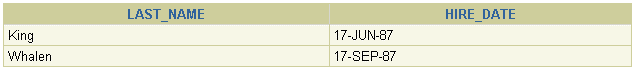 LAST_NAME HIRE_DATE
King 17-JUN-87
Whalen 17-SEP-87